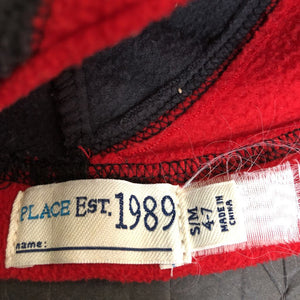 PLACE EST. 1989
name:
S/M
4-7
MADE IN
CHINA